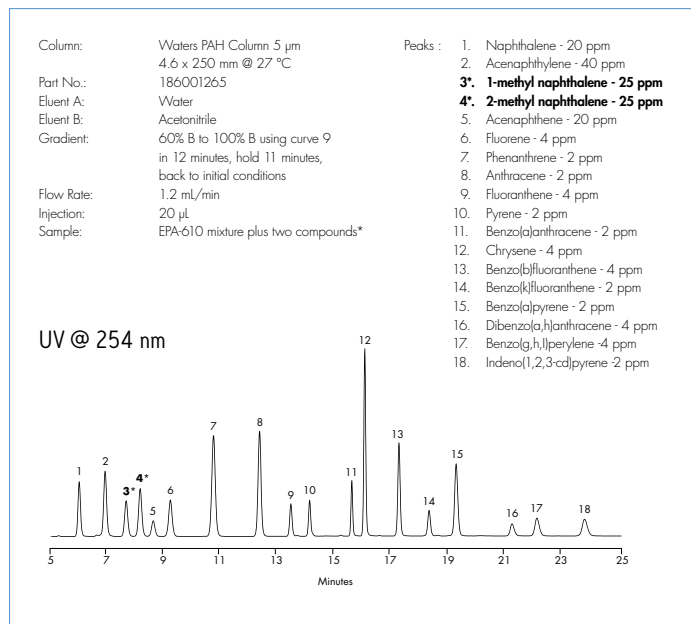 Column: Waters PAH Column 5 µm
4.6 x 250 mm @ 27 °C
Part No.: 186001265
Eluent A: Water
Eluent B: Acetonitrile
Gradient: 60% B to 100% B using curve 9
in 12 minutes, hold 11 minutes,
back to initial conditions
Flow Rate: 1.2 mL/min
Injection: 20 µL
Sample: EPA-610 mixture plus two compounds*
Peaks : 1. Naphthalene - 20 ppm
2. Acenaphthylene - 40 ppm
3*. 1-methyl naphthalene - 25 ppm
4*. 2-methyl naphthalene - 25 ppm
5. Acenaphthene - 20 ppm
6. Fluorene - 4 ppm
7. Phenanthrene - 2 ppm
8. Anthracene - 2 ppm
9. Fluoranthene - 4 ppm
10. Pyrene - 2 ppm
11. Benzo(a)anthracene - 2 ppm
12. Chrysene - 4 ppm
13. Benzo(b)fluoranthene - 4 ppm
14. Benzo(k)fluoranthene - 2 ppm
15. Benzo(a)pyrene - 2 ppm
16. Dibenzo(a,h)anthracene - 4 ppm
17. Benzo(g,h,I)perylene -4 ppm
18. Indeno(1,2,3-cd)pyrene -2 ppm
UV @ 254 nm
1 2 3* 4* 5 6 7 8 9 10 11 12 13 14 15 16 17 18
5 7 9 11 13 15 17 19 21 23 25
Minutes